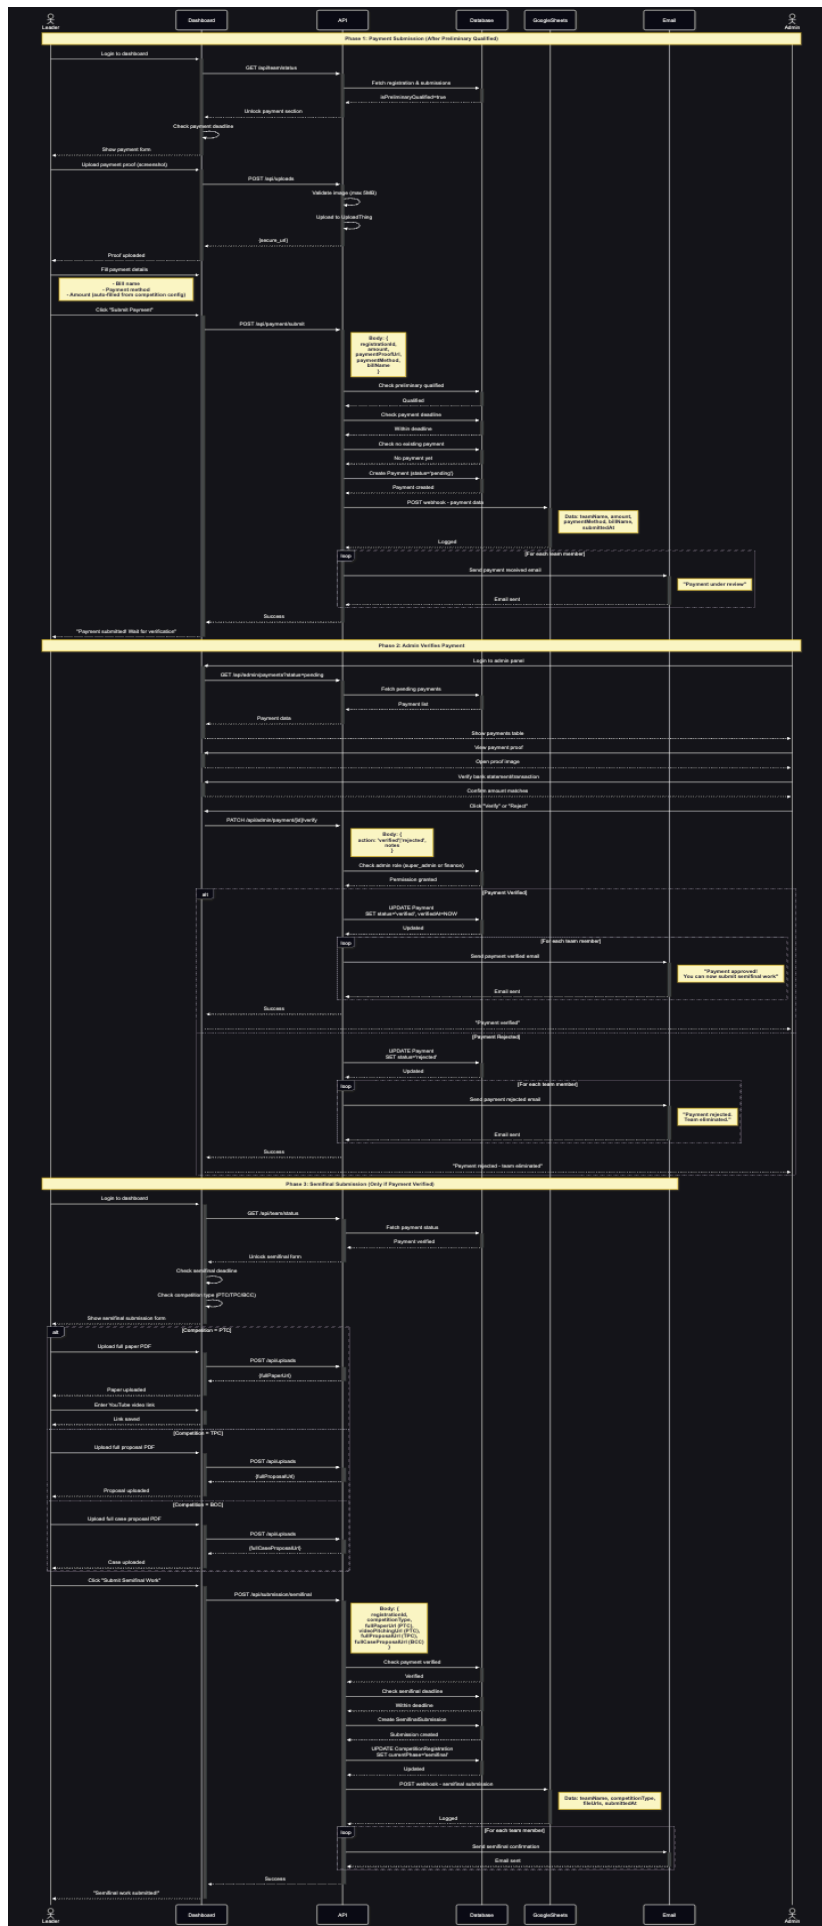 Leader
Dashboard
API
Database
GoogleSheets
Email
Admin
Phase 1: Payment Submission (After Preliminary Qualified)
Login to dashboard
GET /api/team/status
Fetch registration & submissions
isPreliminaryQualified=true
Unlock payment section
Check payment deadline
Show payment form
Upload payment proof (screenshot)
POST /api/uploads
Validate image (max 5MB)
Upload to UploadThing
{secure_url}
Proof uploaded
Fill payment details
- Bill name
- Payment method
- Amount (auto-filled from competition config)
Click "Submit Payment"
POST /api/payment/submit
Body: {
registrationId,
amount,
paymentProofUrl,
paymentMethod,
billName
}
Check preliminary qualified
Qualified
Check payment deadline
Within deadline
Check no existing payment
No payment yet
Create Payment (status='pending')
Payment created
POST webhook - payment data
Data: teamName, amount,
paymentMethod, billName,
submittedAt
Logged
loop
[For each team member]
Send payment received email
"Payment under review"
Email sent
Success
"Payment submitted! Wait for verification"
Phase 2: Admin Verifies Payment
Login to admin panel
GET /api/admin/payments?status=pending
Fetch pending payments
Payment list
Payment data
Show payments table
View payment proof
Open proof image
Verify bank statement/transaction
Confirm amount matches
Click "Verify" or "Reject"
PATCH /api/admin/payment/[id]/verify
Body: {
action: 'verified'|'rejected',
notes
}
Check admin role (super_admin or finance)
Permission granted
alt
[Payment Verified]
UPDATE Payment
SET status='verified', verifiedAt=NOW
Updated
loop
[For each team member]
Send payment verified email
"Payment approved!
You can now submit semifinal work"
Email sent
Success
"Payment verified"
[Payment Rejected]
UPDATE Payment
SET status='rejected'
Updated
loop
[For each team member]
Send payment rejected email
"Payment rejected.
Team eliminated."
Email sent
Success
"Payment rejected - team eliminated"
Phase 3: Semifinal Submission (Only if Payment Verified)
Login to dashboard
GET /api/team/status
Fetch payment status
Payment verified
Unlock semifinal form
Check semifinal deadline
Check competition type (PTC/TPC/BCC)
Show semifinal submission form
alt
[Competition = PTC]
Upload full paper PDF
POST /api/uploads
{fullPaperUrl}
Paper uploaded
Enter YouTube video link
Link saved
[Competition = TPC]
Upload full proposal PDF
POST /api/uploads
{fullProposalUrl}
Proposal uploaded
[Competition = BCC]
Upload full case proposal PDF
POST /api/uploads
{fullCaseProposalUrl}
Case uploaded
Click "Submit Semifinal Work"
POST /api/submission/semifinal
Body: {
registrationId,
competitionType,
fullPaperUrl (PTC),
videoPitchingUrl (PTC),
fullProposalUrl (TPC),
fullCaseProposalUrl (BCC)
}
Check payment verified
Verified
Check semifinal deadline
Within deadline
Create SemifinalSubmission
Submission created
UPDATE CompetitionRegistration
SET currentPhase='semifinal'
Updated
POST webhook - semifinal submission
Data: teamName, competitionType,
fileUrls, submittedAt
Logged
loop
[For each team member]
Send semifinal confirmation
Email sent
Success
"Semifinal work submitted!"
Leader
Dashboard
API
Database
GoogleSheets
Email
Admin